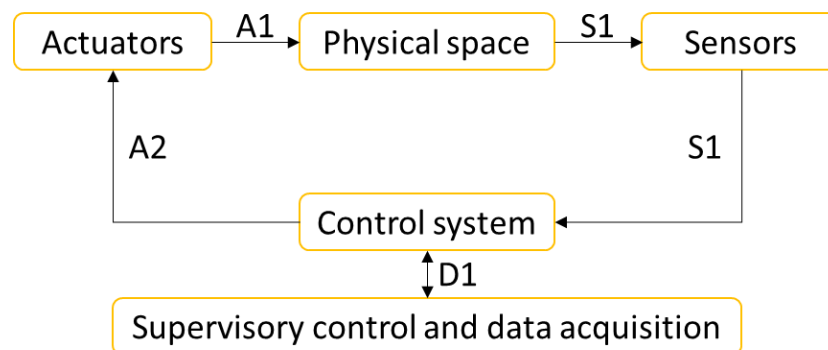 Actuators
A1
Physical space
S1
Sensors
A2
S1
Control system
D1
Supervisory control and data acquisition